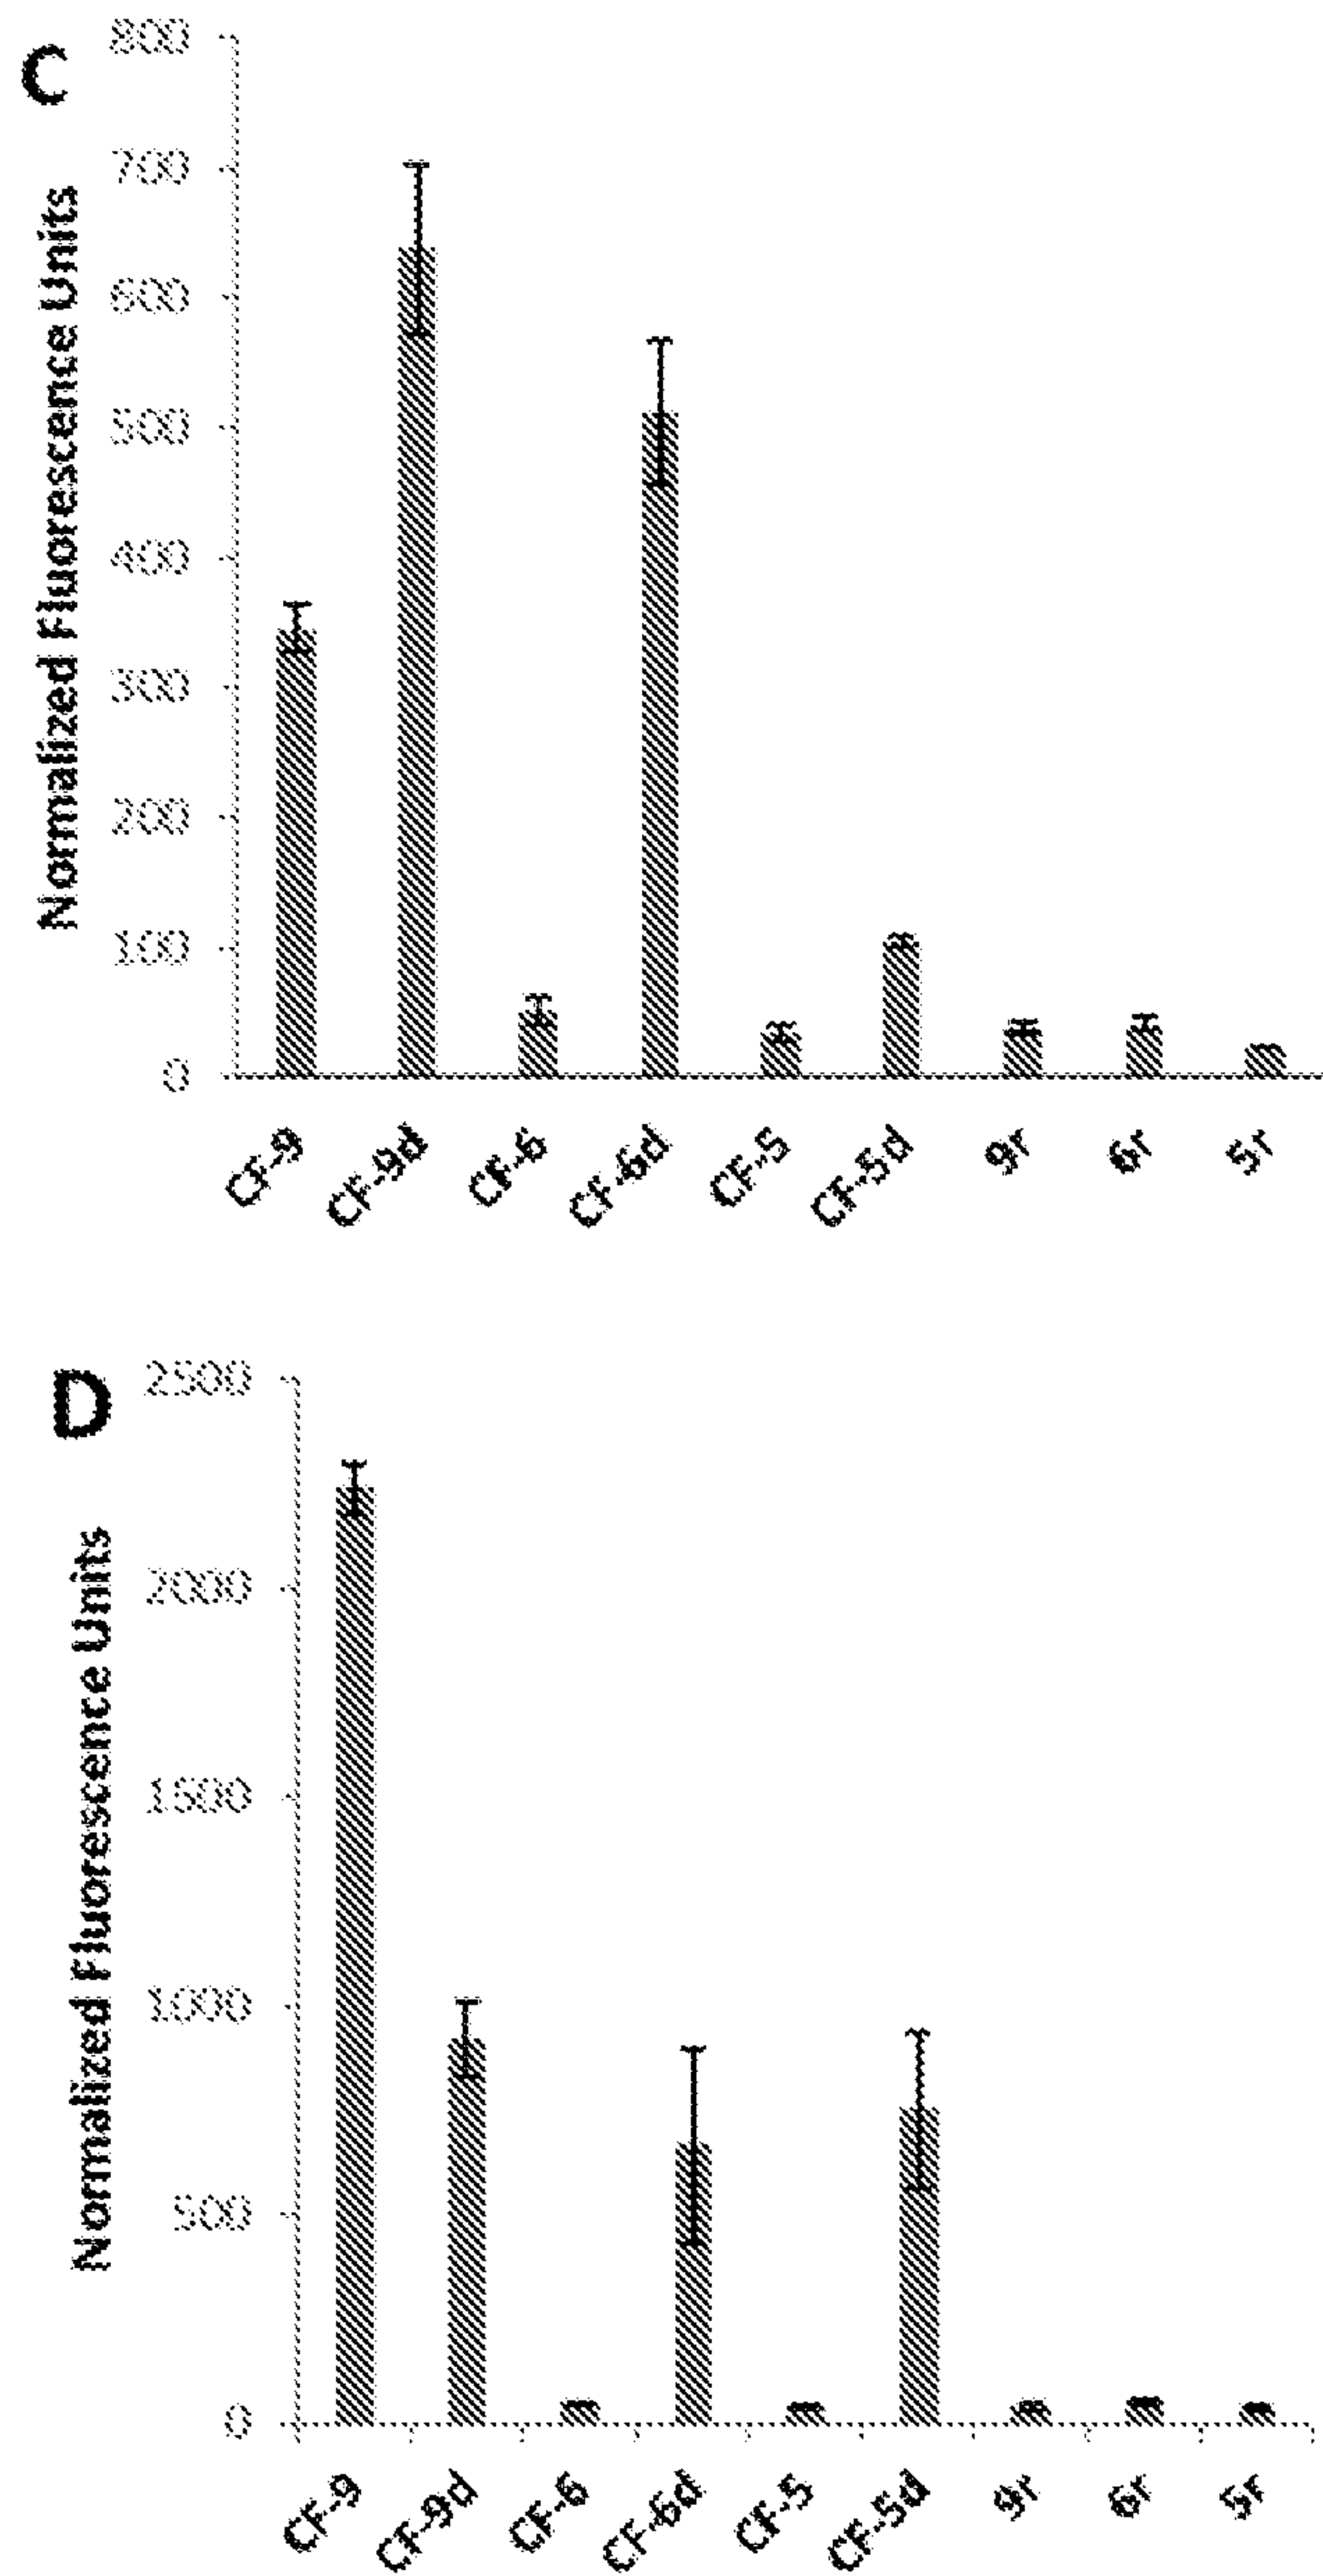 C
Normalized Fluorescence Units
800
700
600
500
400
300
200
100
0
CF-9
CF-9d
CF-6
CF-6d
CF-5
CF-5d
9r
6r
5r
D
Normalized Fluorescence Units
2500
2000
1500
1000
500
0
CF-9
CF-9d
CF-6
CF-6d
CF-5
CF-5d
9r
6r
5r